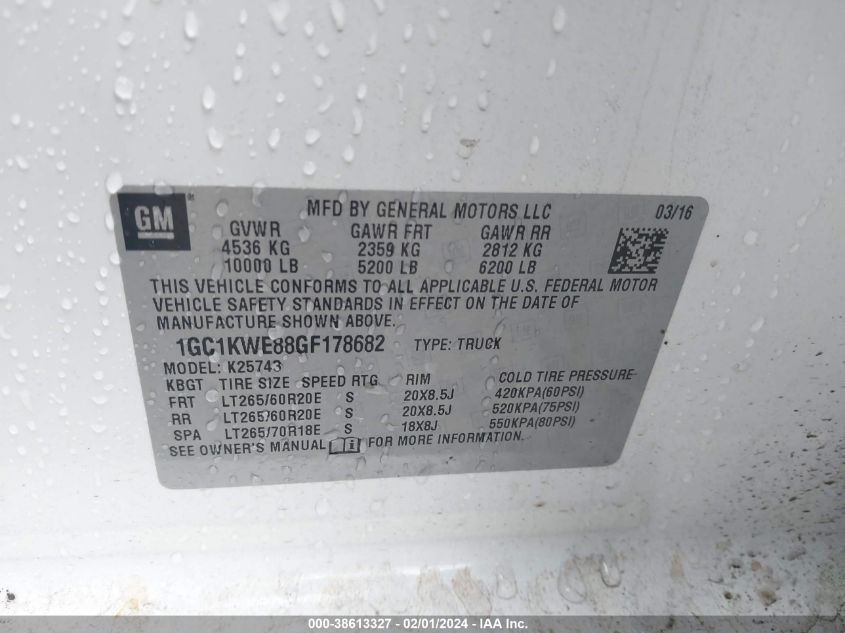 GM ®
MFD BY GENERAL MOTORS LLC 03/16
GVWR GAWR FRT GAWR RR
4536 KG 2359 KG 2812 KG
10000 LB 5200 LB 6200 LB
THIS VEHICLE CONFORMS TO ALL APPLICABLE U.S. FEDERAL MOTOR
VEHICLE SAFETY STANDARDS IN EFFECT ON THE DATE OF
MANUFACTURE SHOWN ABOVE.
1GC1KWE88GF178682 TYPE: TRUCK
MODEL: K25743
KBGT TIRE SIZE SPEED RTG RIM COLD TIRE PRESSURE
FRT LT265/60R20E S 20X8.5J 420KPA(60PSI)
RR LT265/60R20E S 20X8.5J 520KPA(75PSI)
SPA LT265/70R18E S 18X8J 550KPA(80PSI)
SEE OWNER'S MANUAL FOR MORE INFORMATION.
000-38613327 - 02/01/2024 - IAA Inc.